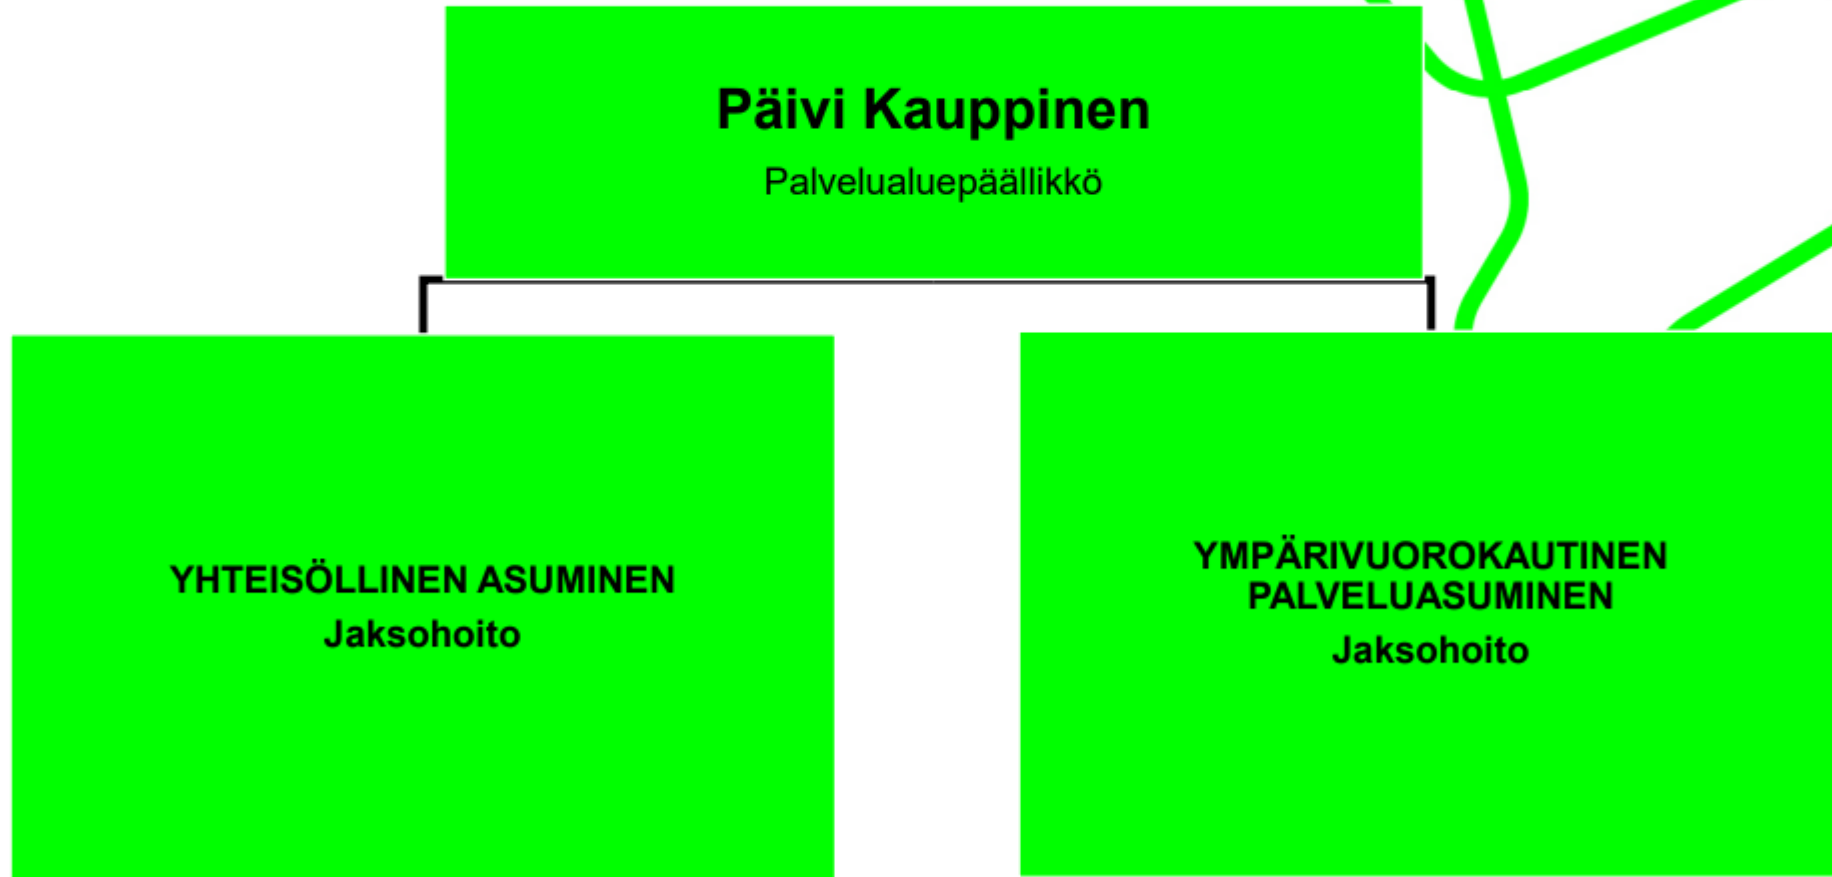 Päivi Kauppinen
Palvelualuepäällikkö
YHTEISÖLLINEN ASUMINEN
Jaksohoito
YMPÄRIVUOROKAUTINEN
PALVELUASUMINEN
Jaksohoito